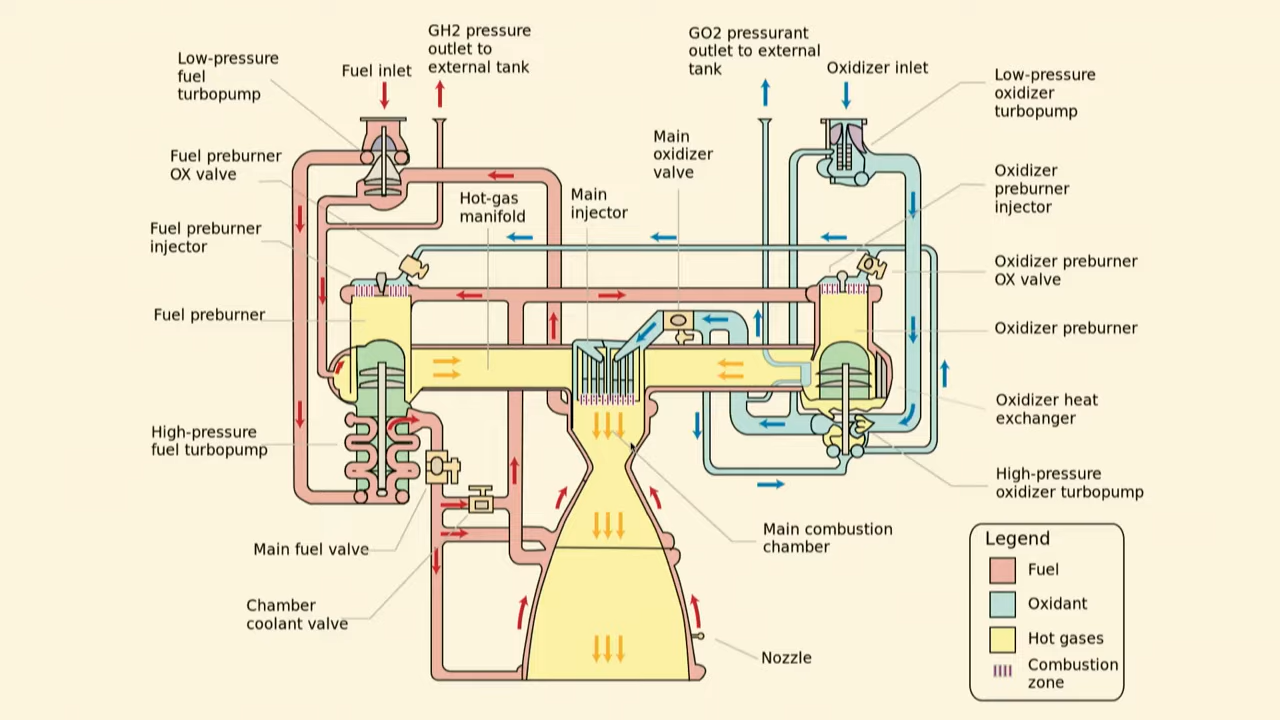 GH2 pressure
outlet to
external tank
GO2 pressurant
outlet to external
tank
Low-pressure
fuel
turbopump
Fuel inlet
Oxidizer inlet
Low-pressure
oxidizer
turbopump
Main
oxidizer
valve
Fuel preburner
OX valve
Oxidizer
preburner
injector
Hot-gas
manifold
Main
injector
Fuel preburner
injector
Oxidizer preburner
OX valve
Fuel preburner
Oxidizer preburner
Oxidizer heat
exchanger
High-pressure
fuel turbopump
High-pressure
oxidizer turbopump
Main fuel valve
Main combustion
chamber
Chamber
coolant valve
Nozzle
Legend
Fuel
Oxidant
Hot gases
Combustion
zone